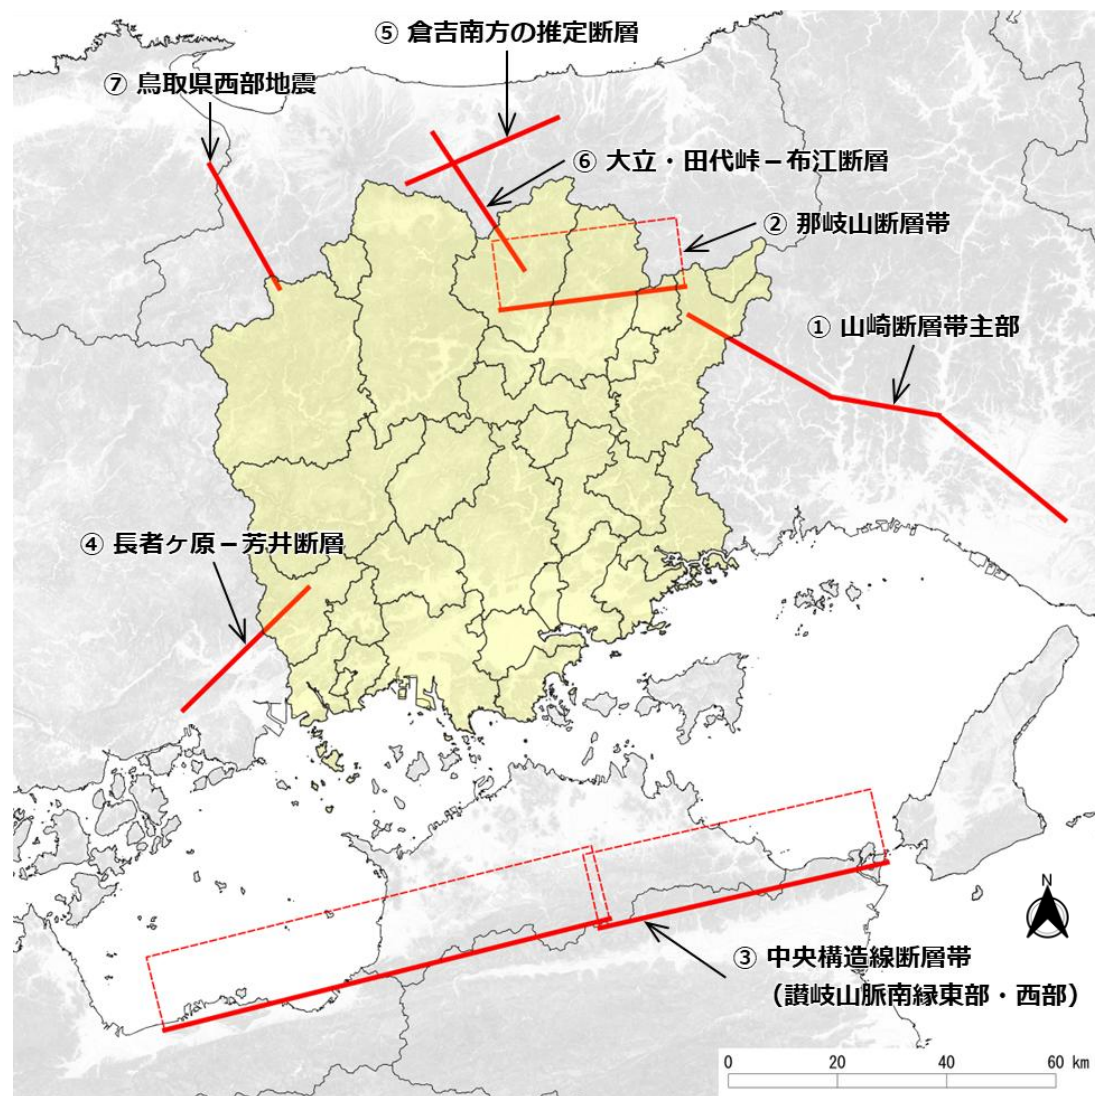 ⑤ 倉吉南方の推定断層
⑦ 鳥取県西部地震
⑥ 大立・田代峠－布江断層
② 那岐山断層帯
① 山崎断層帯主部
④ 長者ヶ原－芳井断層
③ 中央構造線断層帯
（讃岐山脈南縁東部・西部）
N
0 20 40 60 km